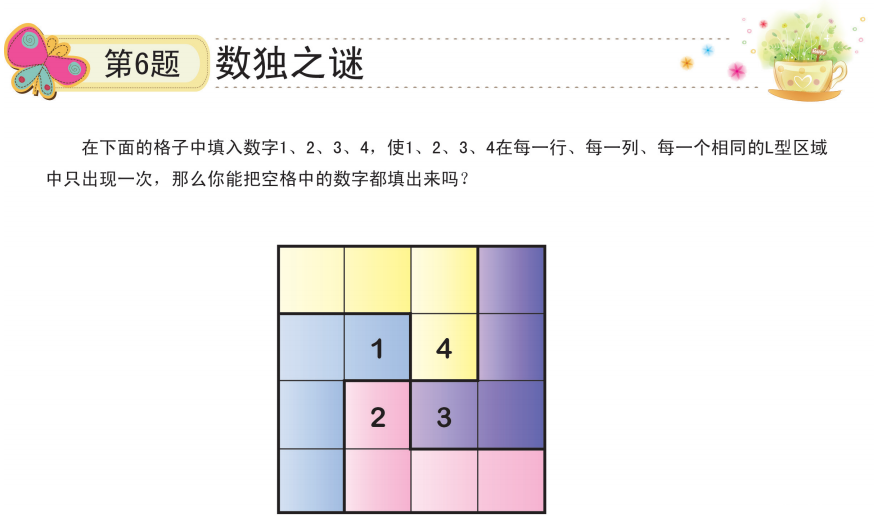 第6题 数独之谜
在下面的格子中填入数字1、2、3、4，使1、2、3、4在每一行、每一列、每一个相同的L型区域
中只出现一次，那么你能把空格中的数字都填出来吗？
1 4
2 3